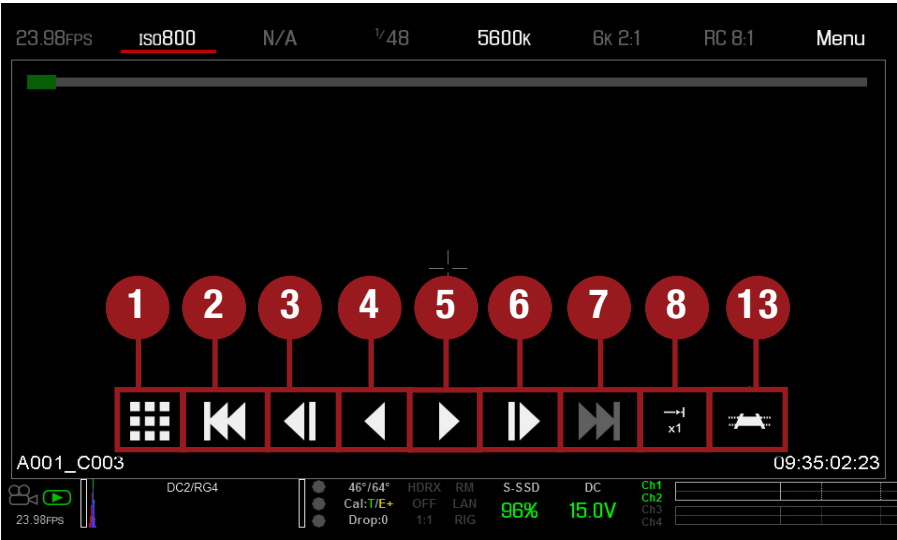 23.98FPS ISO800 N/A 1/48 5600K 6K 2:1 RC 8:1 Menu
1 2 3 4 5 6 7 8 13
x1
A001_C003 09:35:02:23
DC2/RG4 46°/64° HDRX RM S-SSD DC Ch1
Ch2
Cal:T/E+ OFF LAN 96% 15.0V Ch3
23.98FPS Drop:0 1:1 RIG Ch4